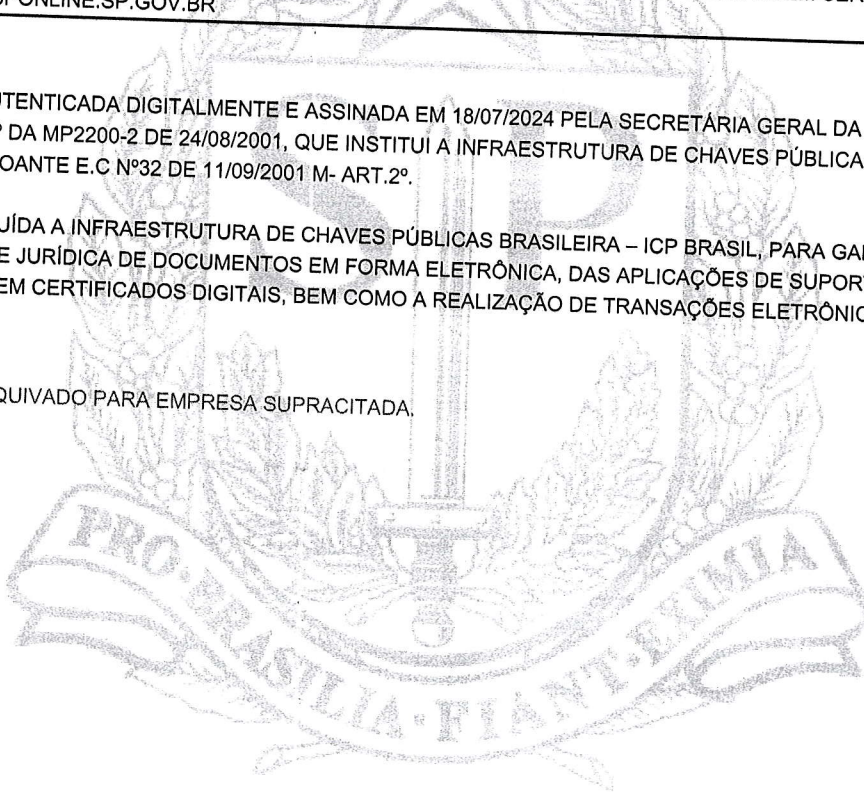 ONLINE.SP.GOV.BR
UTENTICADA DIGITALMENTE E ASSINADA EM 18/07/2024 PELA SECRETÁRIA GERAL DA
º DA MP2200-2 DE 24/08/2001, QUE INSTITUI A INFRAESTRUTURA DE CHAVES PÚBLICA
OANTE E.C Nº32 DE 11/09/2001 M- ART.2º.
UÍDA A INFRAESTRUTURA DE CHAVES PÚBLICAS BRASILEIRA – ICP BRASIL, PARA GA
E JURÍDICA DE DOCUMENTOS EM FORMA ELETRÔNICA, DAS APLICAÇÕES DE SUPOR
EM CERTIFICADOS DIGITAIS, BEM COMO A REALIZAÇÃO DE TRANSAÇÕES ELETRÔNIC
QUIVADO PARA EMPRESA SUPRACITADA.
SP
PRO·BRASILIA·FIANT·EXIMIA